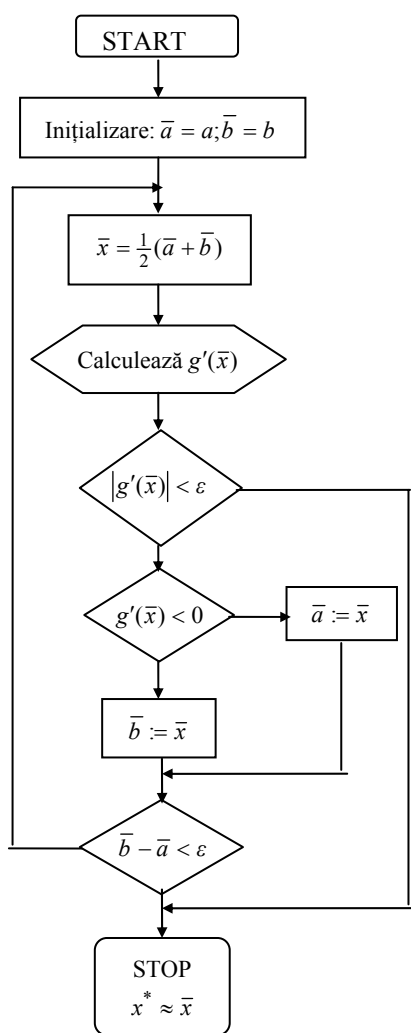 START
Inițializare: a̅ = a; b̅ = b
x̅ = 1/2 (a̅ + b̅)
Calculează g′(x̅)
|g′(x̅)| < ε
g′(x̅) < 0
a̅ := x̅
b̅ := x̅
b̅ − a̅ < ε
STOP
x* ≈ x̅